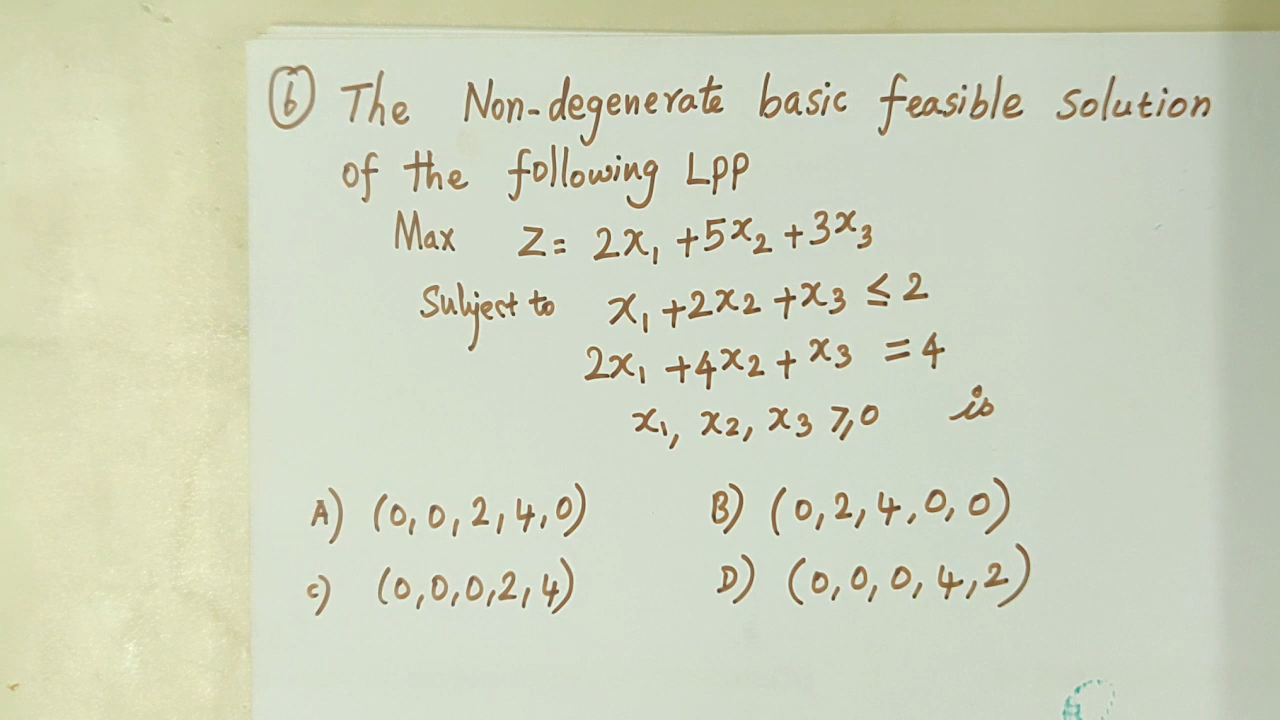 6 The Non-degenerate basic feasible solution
of the following LPP
Max Z = 2x₁ + 5x₂ + 3x₃
Subject to x₁ + 2x₂ + x₃ ≤ 2
2x₁ + 4x₂ + x₃ = 4
x₁, x₂, x₃ ≥ 0 is
A) (0, 0, 2, 4, 0) B) (0, 2, 4, 0, 0)
C) (0, 0, 0, 2, 4) D) (0, 0, 0, 4, 2)